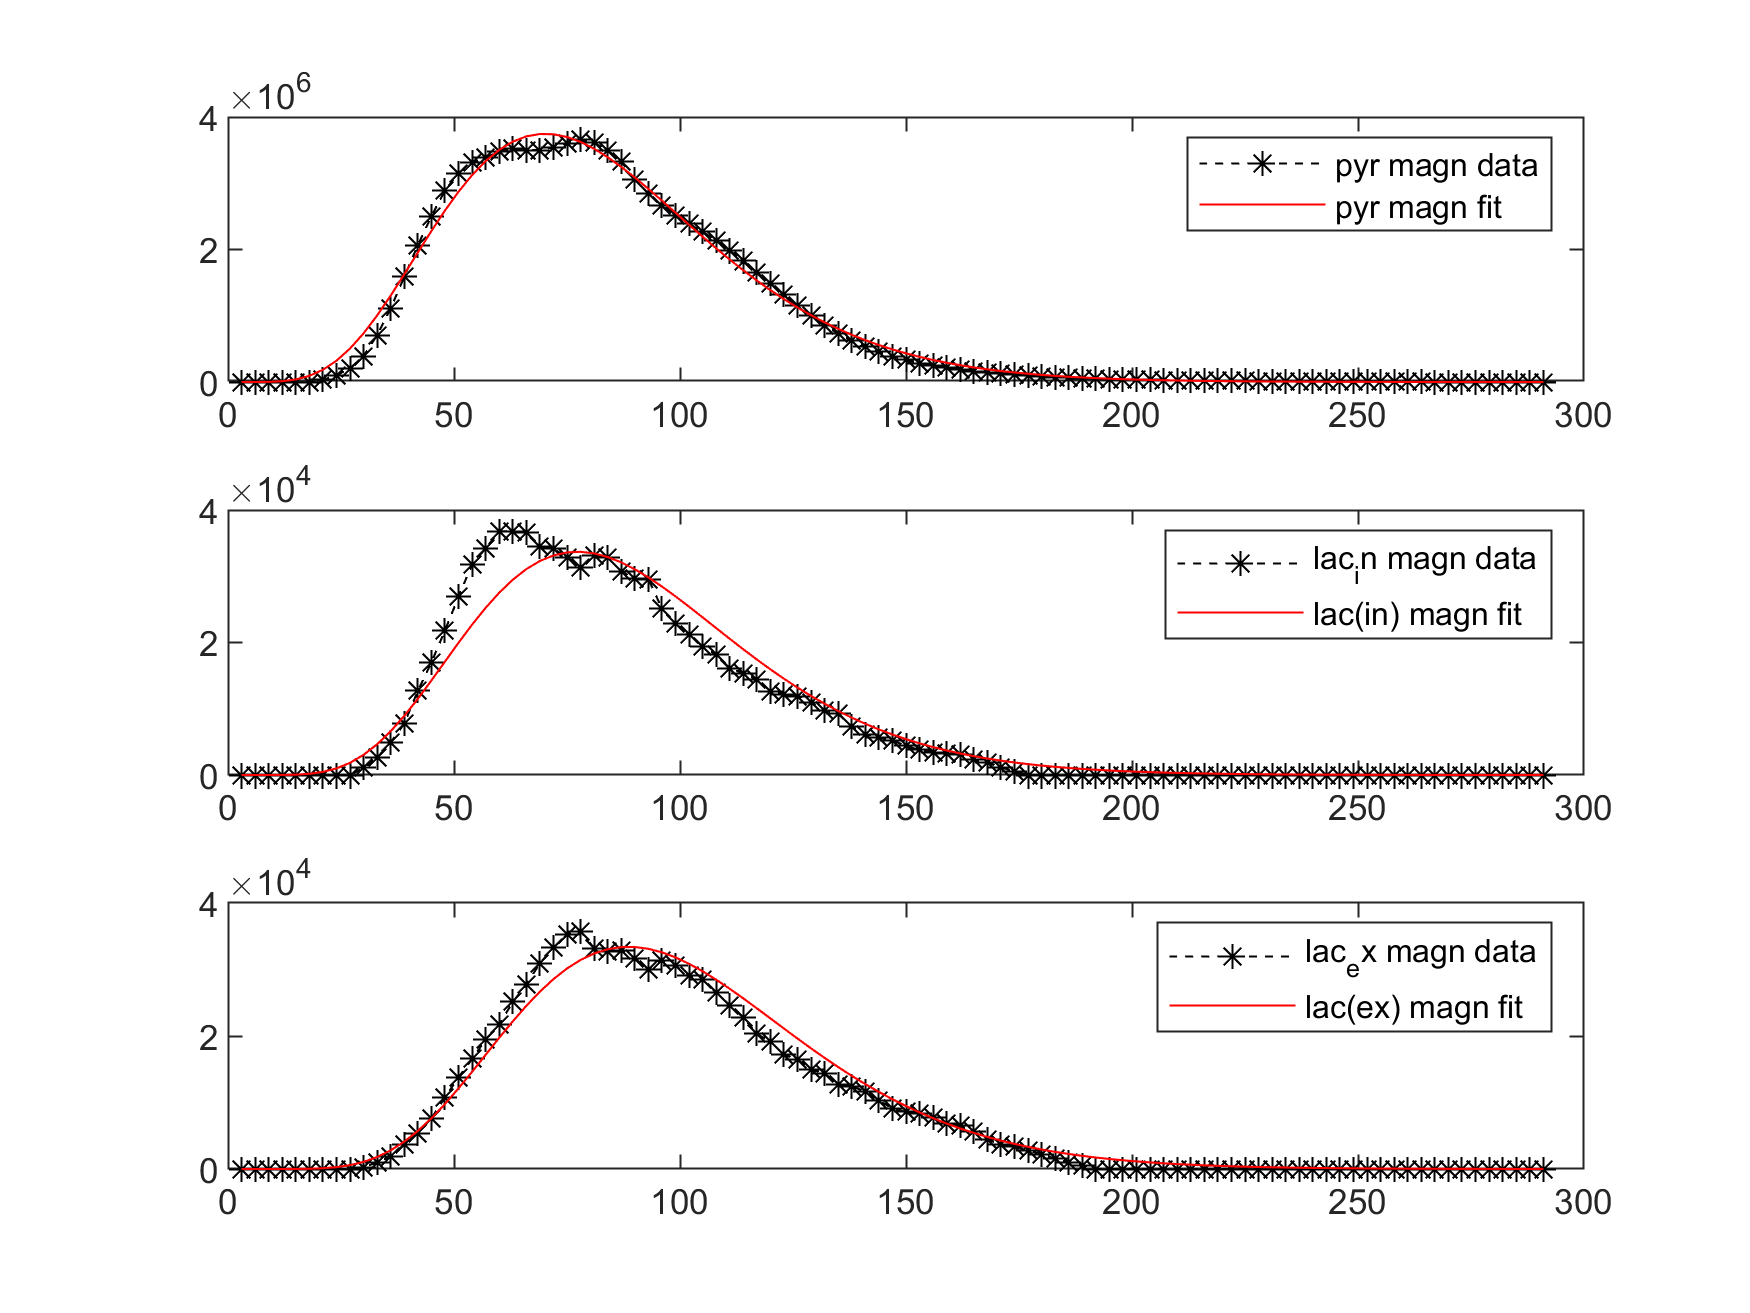 ×10^6
4
2
0
0 50 100 150 200 250 300
pyr magn data
pyr magn fit
×10^4
4
2
0
0 50 100 150 200 250 300
lac_in magn data
lac(in) magn fit
×10^4
4
2
0
0 50 100 150 200 250 300
lac_ex magn data
lac(ex) magn fit